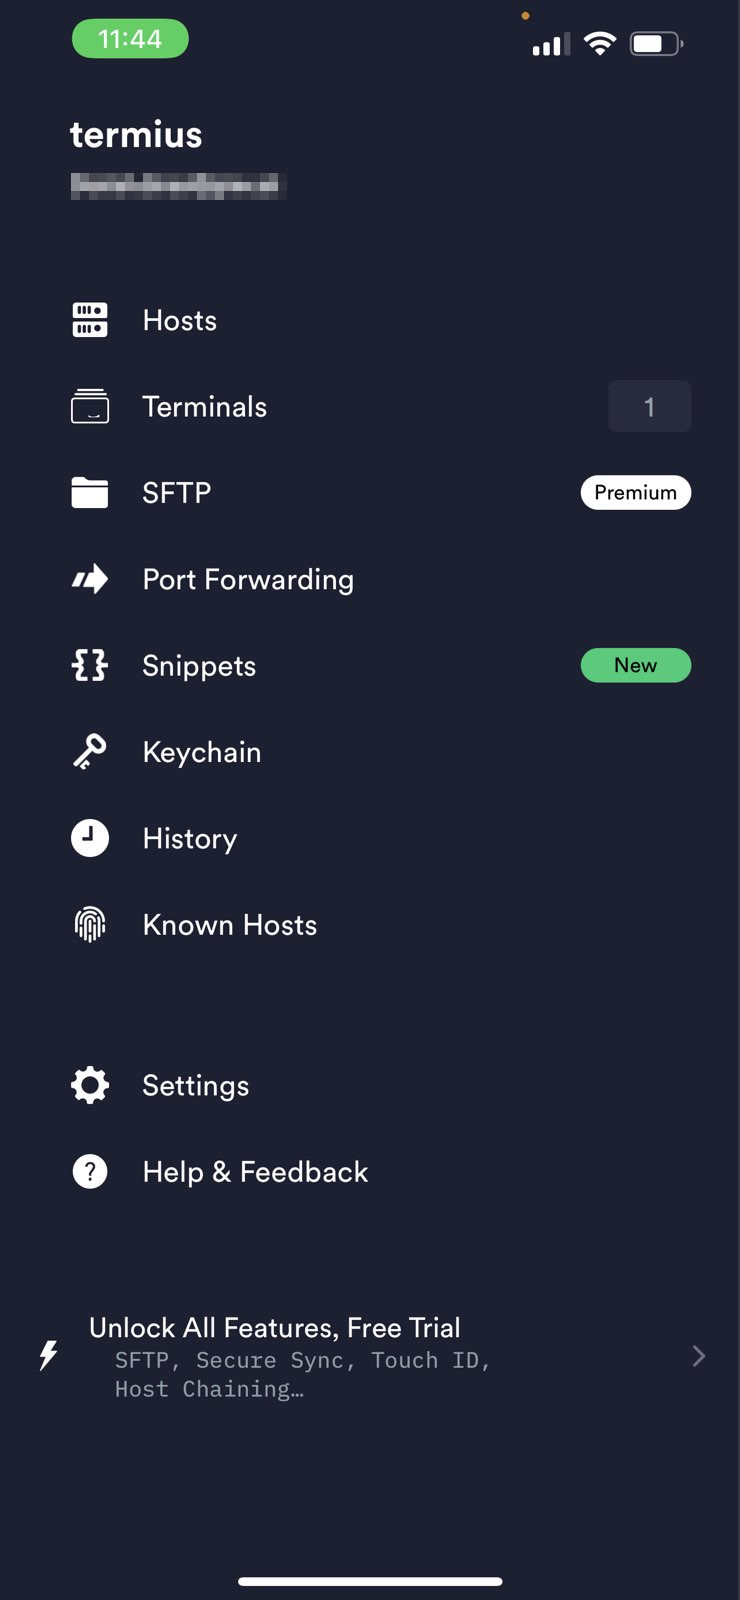 11:44
termius
Hosts
Terminals
1
SFTP
Premium
Port Forwarding
Snippets
New
Keychain
History
Known Hosts
Settings
Help & Feedback
Unlock All Features, Free Trial
SFTP, Secure Sync, Touch ID,
Host Chaining…